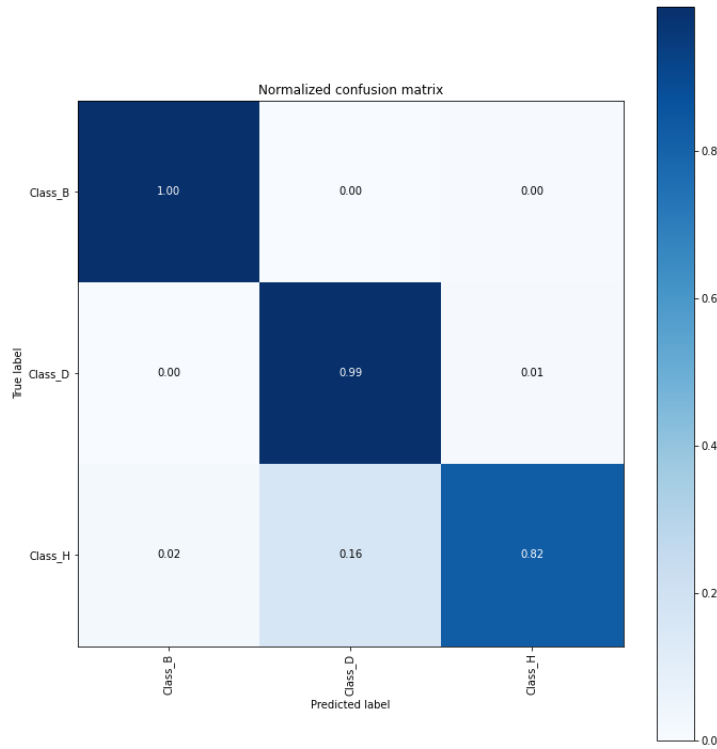 Normalized confusion matrix
Class_B 1.00 0.00 0.00
Class_D 0.00 0.99 0.01
Class_H 0.02 0.16 0.82
Class_B Class_D Class_H
True label
Predicted label
0.8
0.6
0.4
0.2
0.0